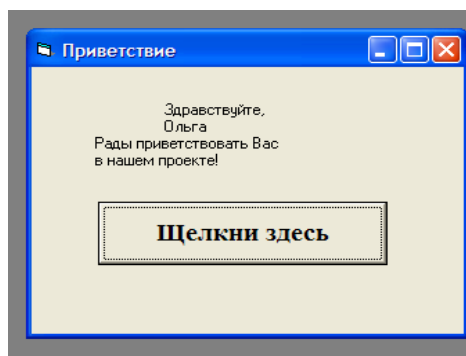 Приветствие
Здравствуйте,
Ольга
Рады приветствовать Вас
в нашем проекте!
Щелкни здесь